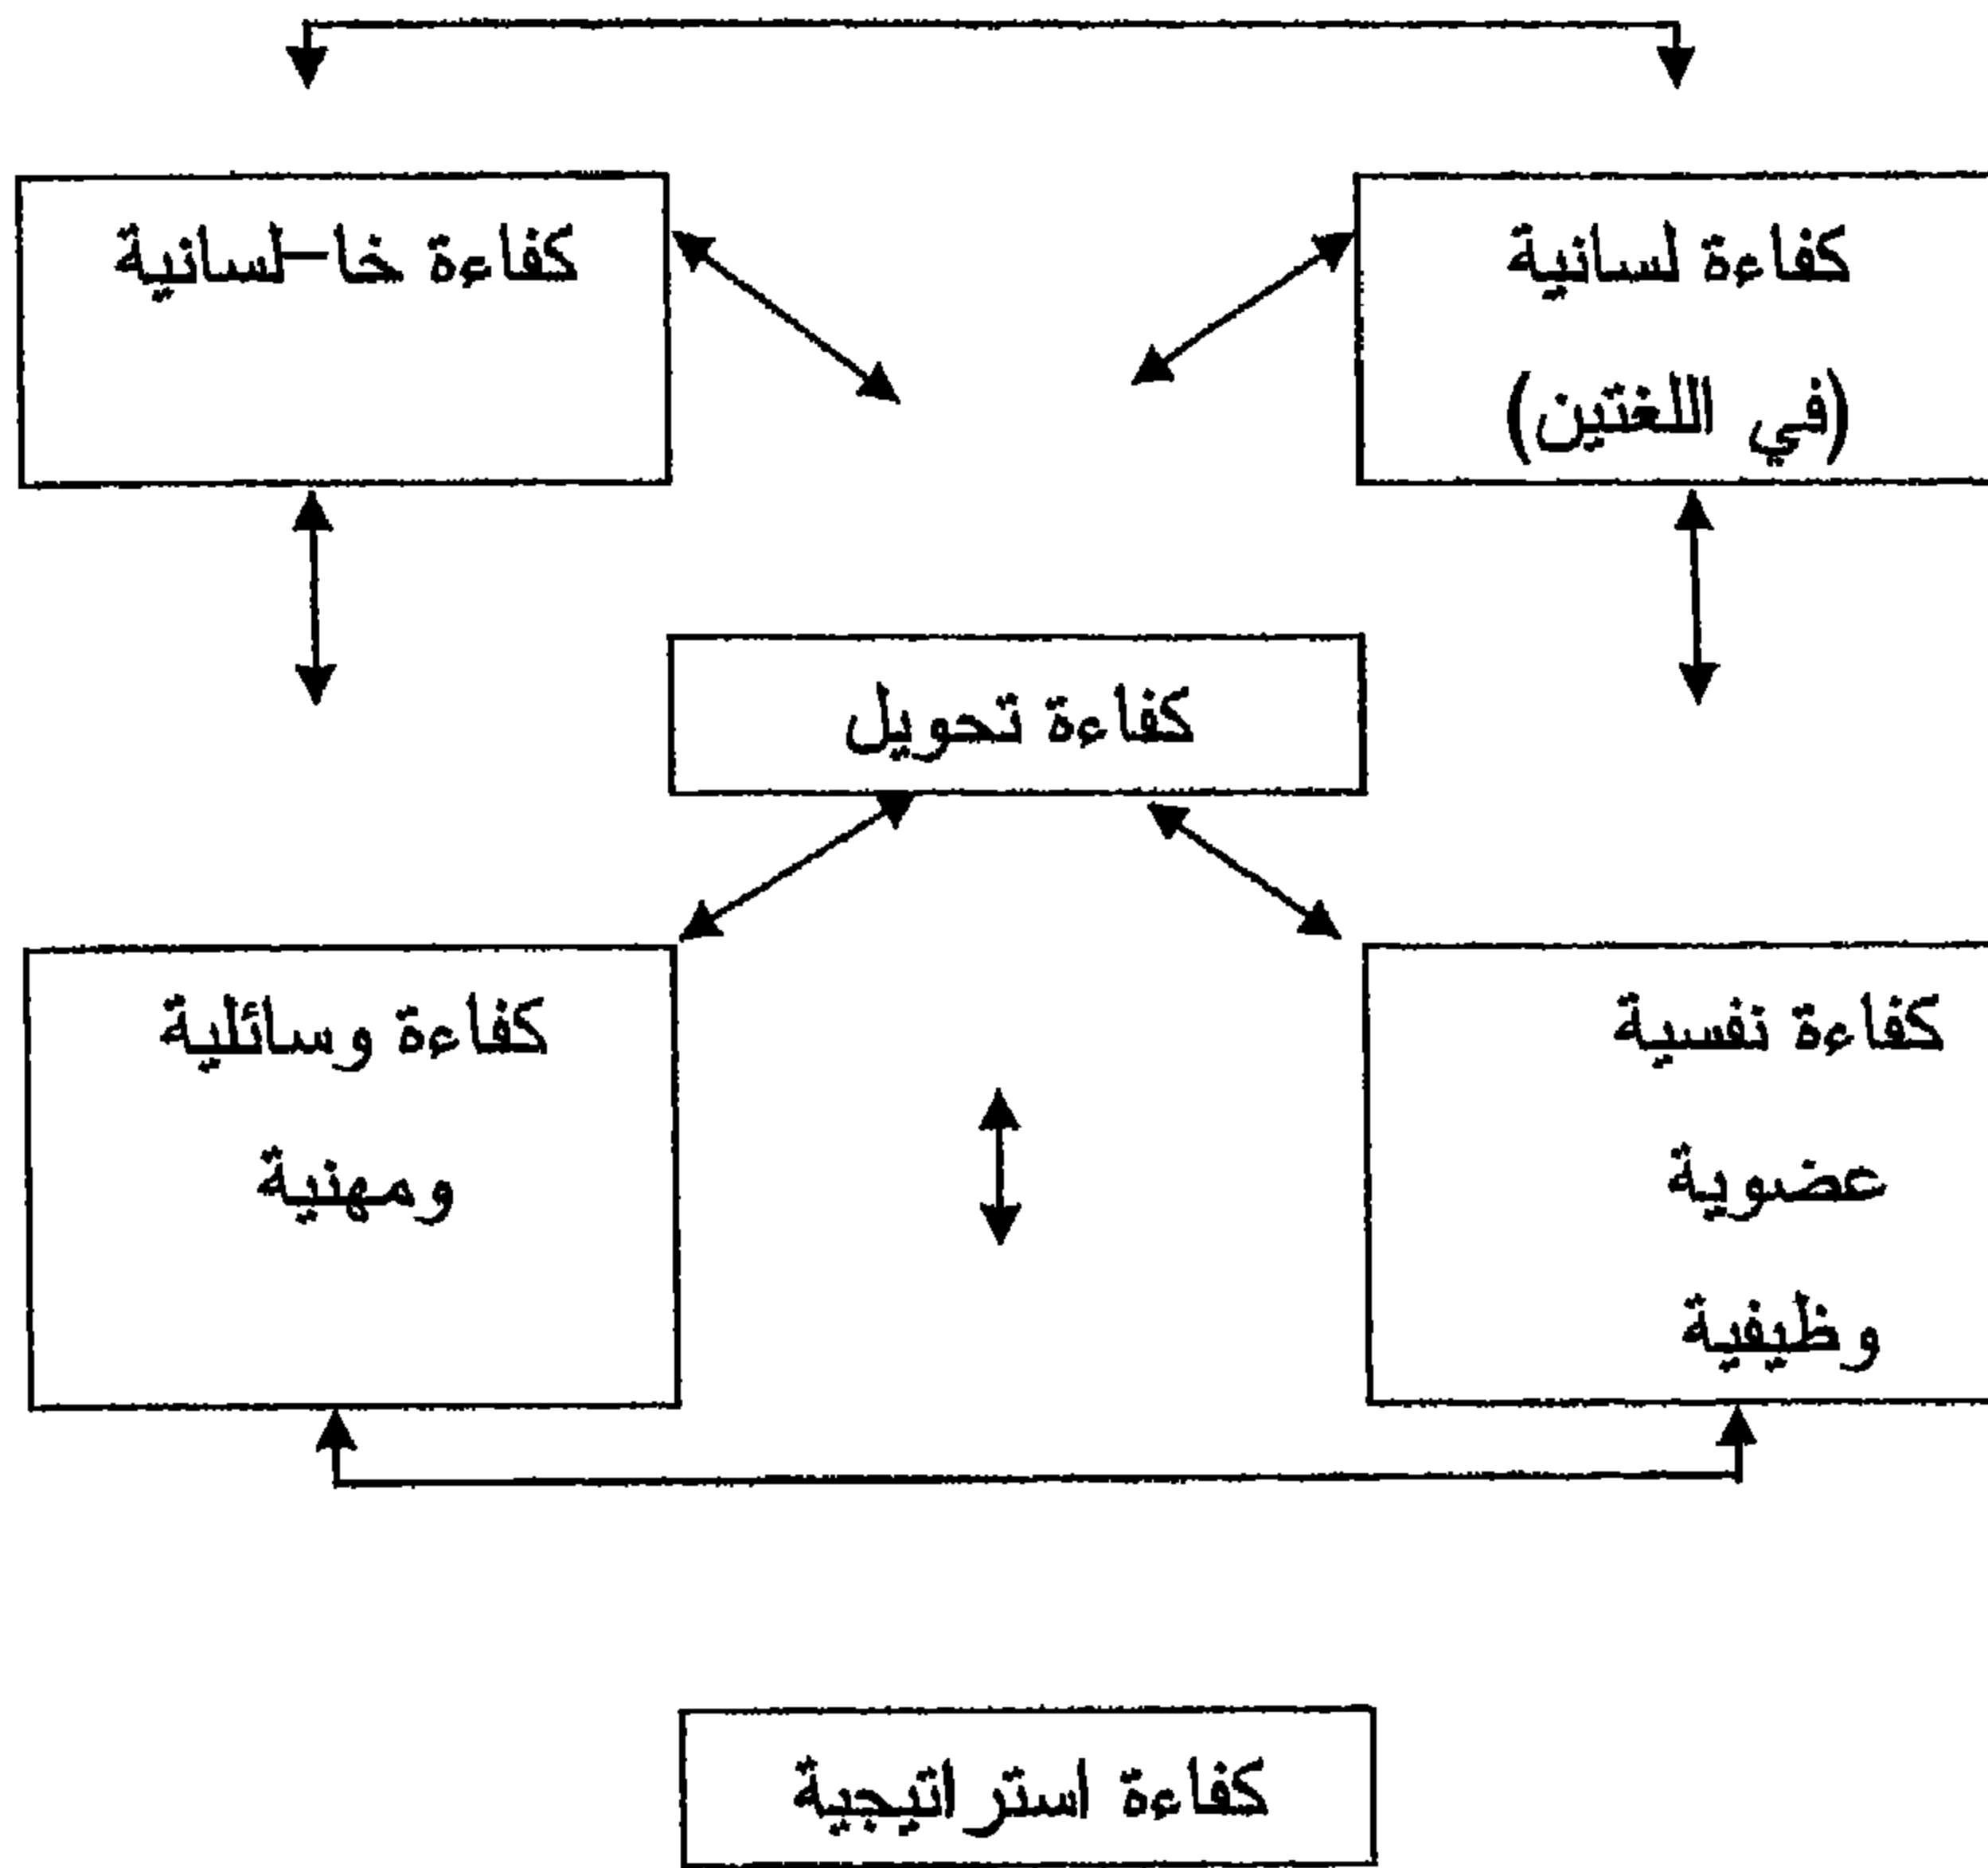 كفاءة لسانية
(في اللغتين)
كفاءة خا-لسانية
كفاءة تحويل
كفاءة نفسية
عضوية
وظيفية
كفاءة وسائلية
ومهنية
كفاءة استراتيجية